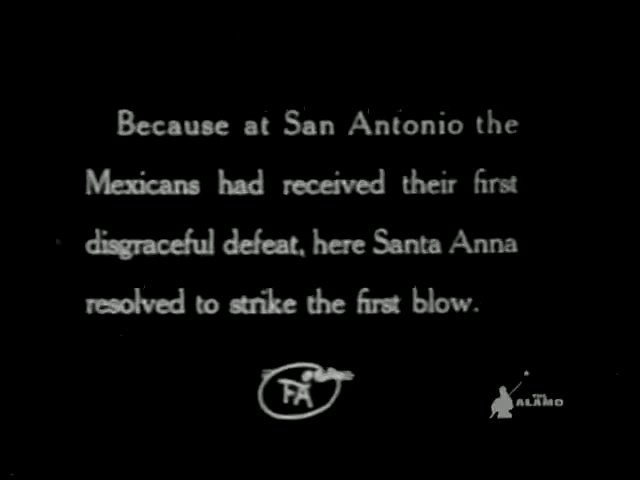 Because at San Antonio the
Mexicans had received their first
disgraceful defeat, here Santa Anna
resolved to strike the first blow.
FA
THE
ALAMO